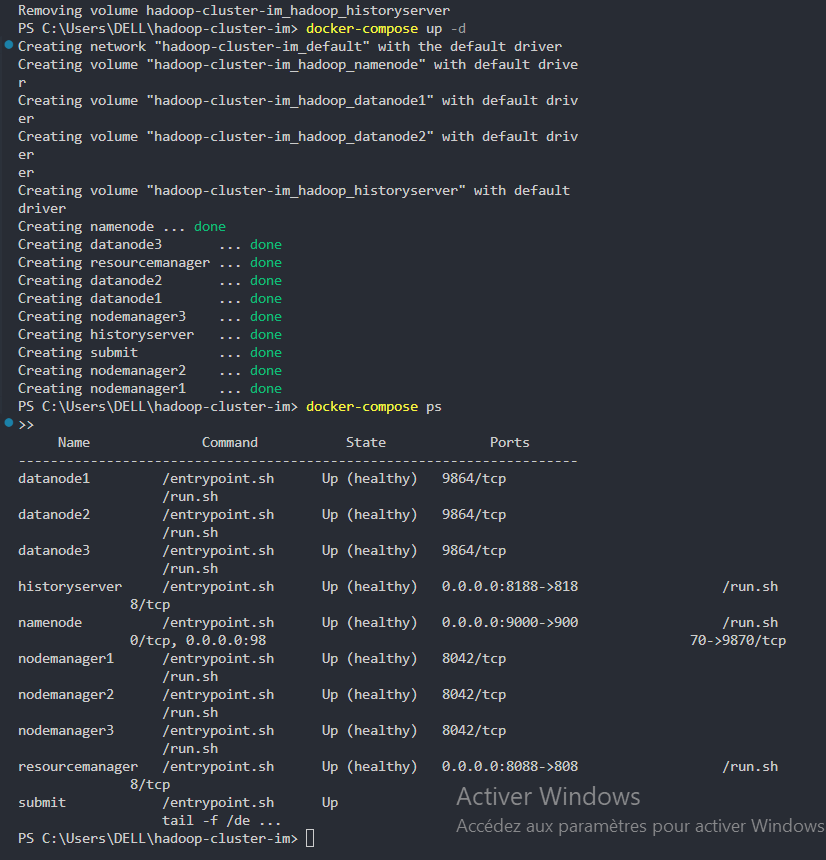 Removing volume hadoop-cluster-im_hadoop_historyserver
PS C:\Users\DELL\hadoop-cluster-im> docker-compose up -d
Creating network "hadoop-cluster-im_default" with the default driver
Creating volume "hadoop-cluster-im_hadoop_namenode" with default drive
r
Creating volume "hadoop-cluster-im_hadoop_datanode1" with default driv
er
Creating volume "hadoop-cluster-im_hadoop_datanode2" with default driv
er
er
Creating volume "hadoop-cluster-im_hadoop_historyserver" with default
driver
Creating namenode ... done
Creating datanode3       ... done
Creating resourcemanager ... done
Creating datanode2       ... done
Creating datanode1       ... done
Creating nodemanager3    ... done
Creating historyserver   ... done
Creating submit          ... done
Creating nodemanager2    ... done
Creating nodemanager1    ... done
PS C:\Users\DELL\hadoop-cluster-im> docker-compose ps
>>
     Name              Command           State             Ports
----------------------------------------------------------------------
datanode1         /entrypoint.sh      Up (healthy)   9864/tcp
                  /run.sh
datanode2         /entrypoint.sh      Up (healthy)   9864/tcp
                  /run.sh
datanode3         /entrypoint.sh      Up (healthy)   9864/tcp
                  /run.sh
historyserver     /entrypoint.sh      Up (healthy)   0.0.0.0:8188->818                  /run.sh
              8/tcp
namenode          /entrypoint.sh      Up (healthy)   0.0.0.0:9000->900                  /run.sh
              0/tcp, 0.0.0.0:98                                                     70->9870/tcp
nodemanager1      /entrypoint.sh      Up (healthy)   8042/tcp
                  /run.sh
nodemanager2      /entrypoint.sh      Up (healthy)   8042/tcp
                  /run.sh
nodemanager3      /entrypoint.sh      Up (healthy)   8042/tcp
                  /run.sh
resourcemanager   /entrypoint.sh      Up (healthy)   0.0.0.0:8088->808                  /run.sh
              8/tcp
submit            /entrypoint.sh      Up
                  tail -f /de ...
PS C:\Users\DELL\hadoop-cluster-im>
Activer Windows
Accédez aux paramètres pour activer Windows